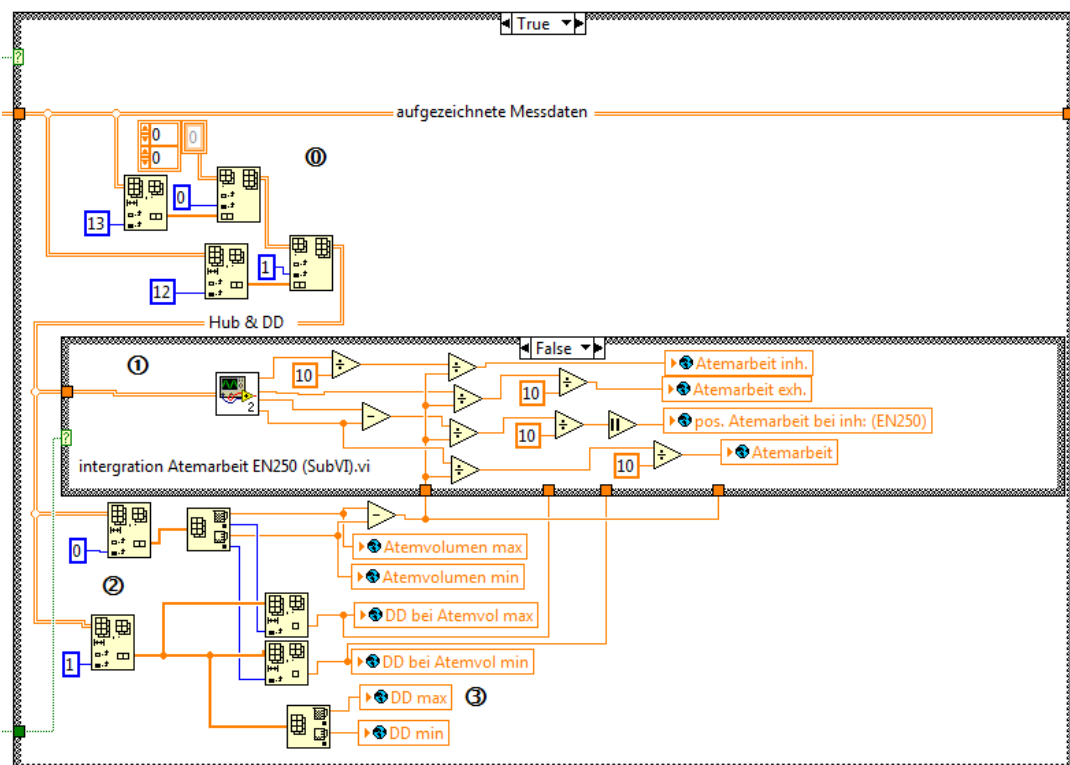 True
?
aufgezeichnete Messdaten
0
0
0
⓪
0
13
1
12
Hub & DD
False
①
10
Atemarbeit inh.
10
Atemarbeit exh.
2
?
10
pos. Atemarbeit bei inh: (EN250)
10
Atemarbeit
intergration Atemarbeit EN250 (SubVI).vi
0
Atemvolumen max
Atemvolumen min
②
DD bei Atemvol max
1
DD bei Atemvol min
DD max
③
DD min